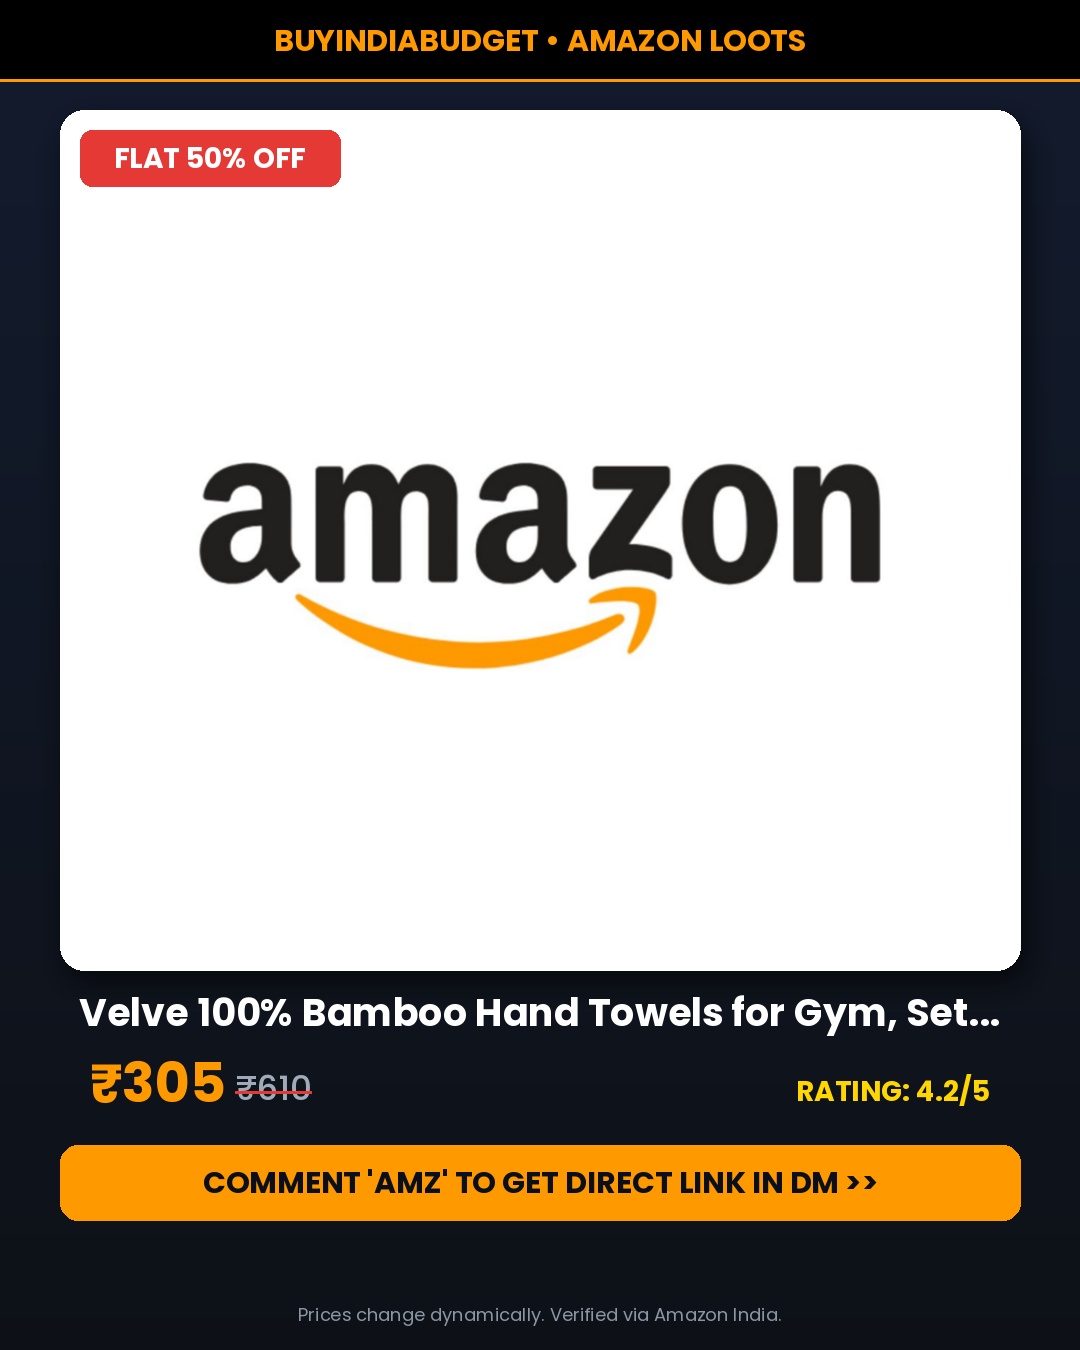 BUYINDIABUDGET • AMAZON LOOTS
FLAT 50% OFF
amazon
Velve 100% Bamboo Hand Towels for Gym, Set...
₹305 ₹610
RATING: 4.2/5
COMMENT 'AMZ' TO GET DIRECT LINK IN DM >>
Prices change dynamically. Verified via Amazon India.